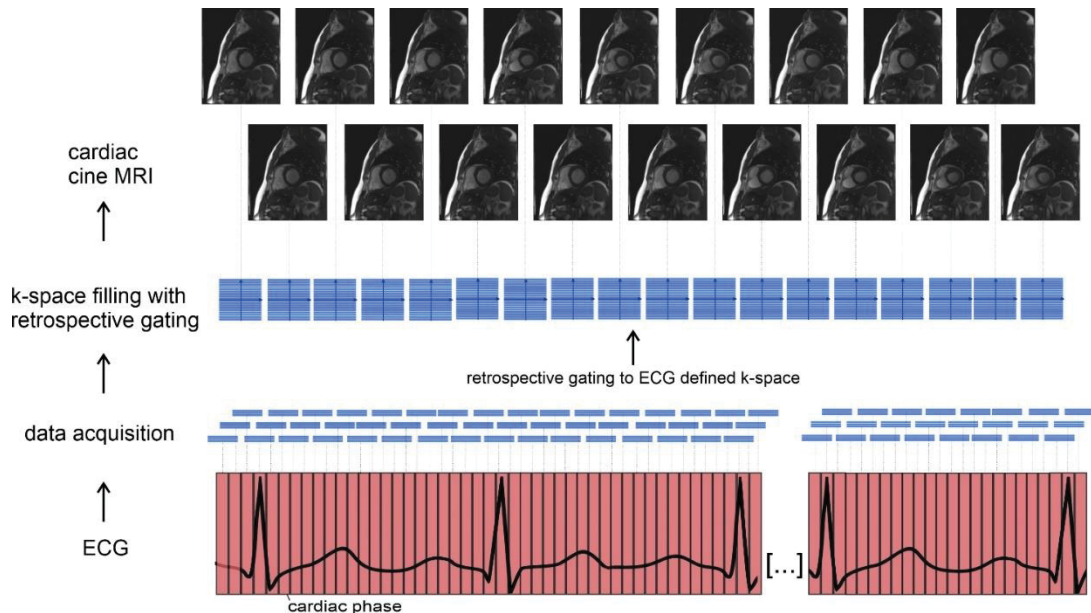 cardiac
cine MRI
k-space filling with
retrospective gating
retrospective gating to ECG defined k-space
data acquisition
ECG
[...]
cardiac phase